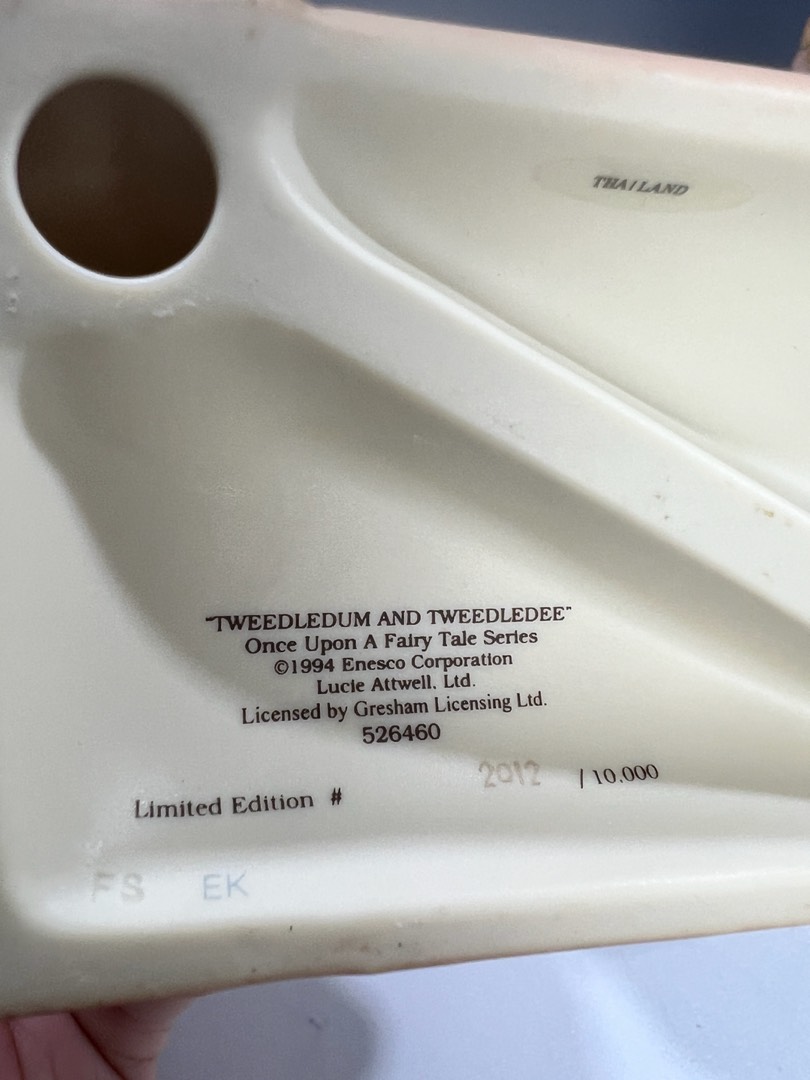 THAILAND
"TWEEDLEDUM AND TWEEDLEDEE"
Once Upon A Fairy Tale Series
©1994 Enesco Corporation
Lucie Attwell, Ltd.
Licensed by Gresham Licensing Ltd.
526460
Limited Edition # 2012 / 10,000
FS EK